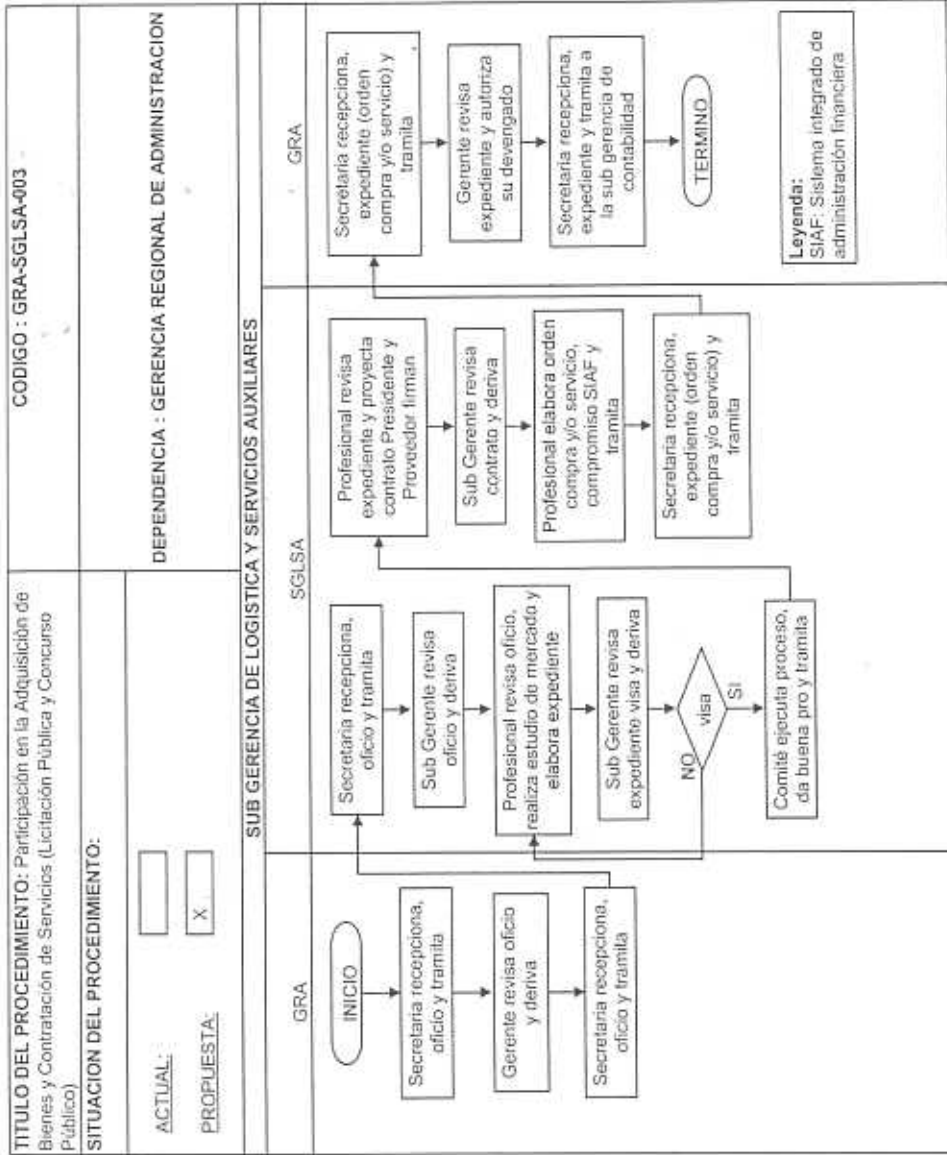 TITULO DEL PROCEDIMIENTO: Participación en la Adquisición de
Bienes y Contratación de Servicios (Licitación Pública y Concurso
Público)
CODIGO : GRA-SGLSA-003
SITUACION DEL PROCEDIMIENTO:
ACTUAL:
PROPUESTA:
X
DEPENDENCIA : GERENCIA REGIONAL DE ADMINISTRACION
SUB GERENCIA DE LOGISTICA Y SERVICIOS AUXILIARES
GRA
SGLSA
GRA
INICIO
Secretaria recepciona,
oficio y tramita
Gerente revisa oficio
y deriva
Secretaria recepciona,
oficio y tramita
Secretaria recepciona,
oficio y tramita
Sub Gerente revisa
oficio y deriva
Profesional revisa oficio,
realiza estudio de mercado y
elabora expediente
Sub Gerente revisa
expediente visa y deriva
visa
NO
SI
Comité ejecuta proceso,
da buena pro y tramita
Profesional revisa
expediente y proyecta
contrato Presidente y
Proveedor firman
Sub Gerente revisa
contrato y deriva
Profesional elabora orden
compra y/o servicio,
compromiso SIAF y
tramita
Secretaria recepciona,
expediente (orden
compra y/o servicio) y
tramita
Secretaria recepciona,
expediente (orden
compra y/o servicio) y
tramita
Gerente revisa
expediente y autoriza
su devengado
Secretaria recepciona,
expediente y tramita a
la sub gerencia de
contabilidad
TERMINO
Leyenda:
SIAF: Sistema integrado de
administración financiera